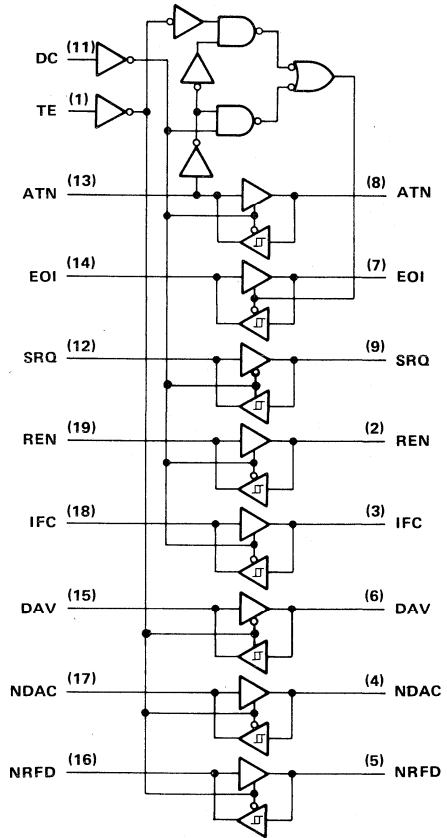 DC (11)
TE (1)
ATN (13) (8) ATN
EOI (14) (7) EOI
SRQ (12) (9) SRQ
REN (19) (2) REN
IFC (18) (3) IFC
DAV (15) (6) DAV
NDAC (17) (4) NDAC
NRFD (16) (5) NRFD